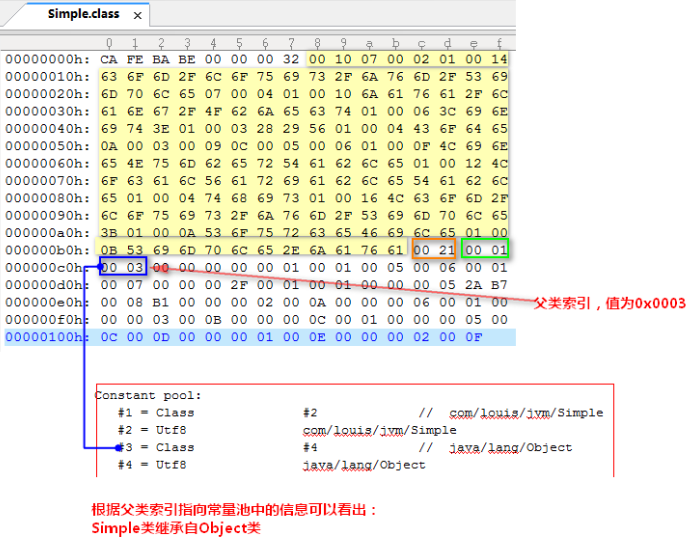 Simple.class x
0 1 2 3 4 5 6 7 8 9 a b c d e f
00000000h: CA FE BA BE 00 00 00 32 00 10 07 00 02 01 00 14
00000010h: 63 6F 6D 2F 6C 6F 75 69 73 2F 6A 76 6D 2F 53 69
00000020h: 6D 70 6C 65 07 00 04 01 00 10 6A 61 76 61 2F 6C
00000030h: 61 6E 67 2F 4F 62 6A 65 63 74 01 00 06 3C 69 6E
00000040h: 69 74 3E 01 00 03 28 29 56 01 00 04 43 6F 64 65
00000050h: 0A 00 03 00 09 0C 00 05 00 06 01 00 0F 4C 69 6E
00000060h: 65 4E 75 6D 62 65 72 54 61 62 6C 65 01 00 12 4C
00000070h: 6F 63 61 6C 56 61 72 69 61 62 6C 65 54 61 62 6C
00000080h: 65 01 00 04 74 68 69 73 01 00 16 4C 63 6F 6D 2F
00000090h: 6C 6F 75 69 73 2F 6A 76 6D 2F 53 69 6D 70 6C 65
000000a0h: 3B 01 00 0A 53 6F 75 72 63 65 46 69 6C 65 01 00
000000b0h: 0B 53 69 6D 70 6C 65 2E 6A 61 76 61 00 21 00 01
000000c0h: 00 03 00 00 00 00 00 01 00 01 00 05 00 06 00 01
000000d0h: 00 07 00 00 00 2F 00 01 00 01 00 00 00 05 2A B7
000000e0h: 00 08 B1 00 00 00 02 00 0A 00 00 00 06 00 01 00
000000f0h: 00 00 03 00 0B 00 00 00 0C 00 01 00 00 00 05 00
00000100h: 0C 00 0D 00 00 00 01 00 0E 00 00 00 02 00 0F
父类索引，值为0x0003
Constant pool:
#1 = Class #2 // com/louis/jvm/Simple
#2 = Utf8 com/louis/jvm/Simple
#3 = Class #4 // java/lang/Object
#4 = Utf8 java/lang/Object
根据父类索引指向常量池中的信息可以看出：
Simple类继承自Object类